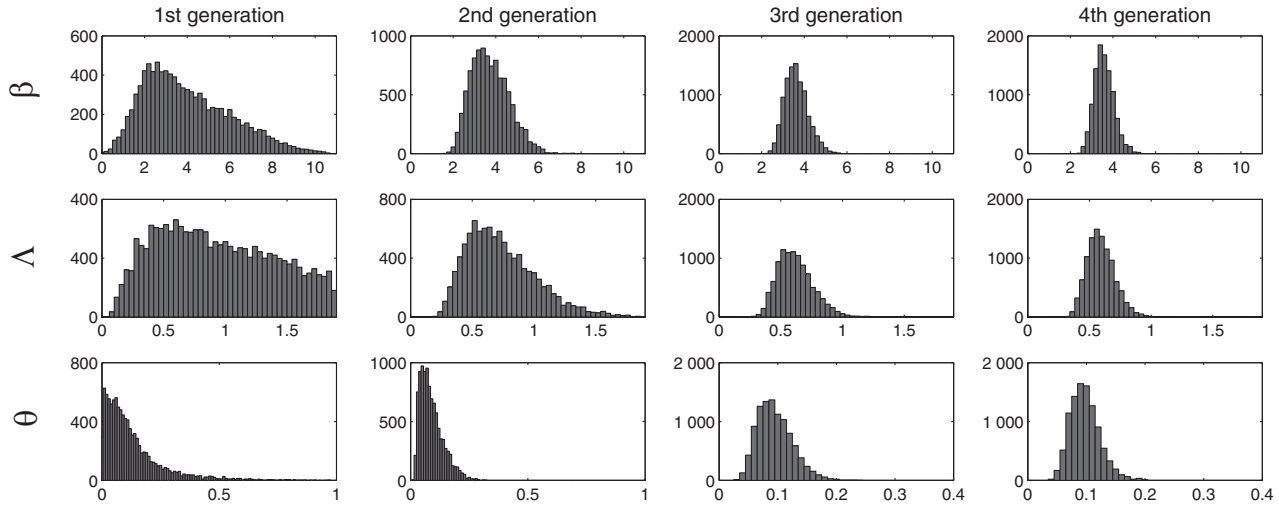 1st generation 2nd generation 3rd generation 4th generation
600 1000 2000 2000
400 500 1000 1000
200
β
0 0 0 0
0 2 4 6 8 10 0 2 4 6 8 10 0 2 4 6 8 10 0 2 4 6 8 10
400 800 2000 2000
400 400 1000 1000
Λ
0 0 0 0
0 0.5 1 1.5 0 0.5 1 1.5 0 0.5 1 1.5 0 0.5 1 1.5
800 1000 2 000 2 000
400 500 1 000 1 000
θ
0 0 0 0
0 0.5 1 0 0.5 1 0 0.1 0.2 0.3 0.4 0 0.1 0.2 0.3 0.4